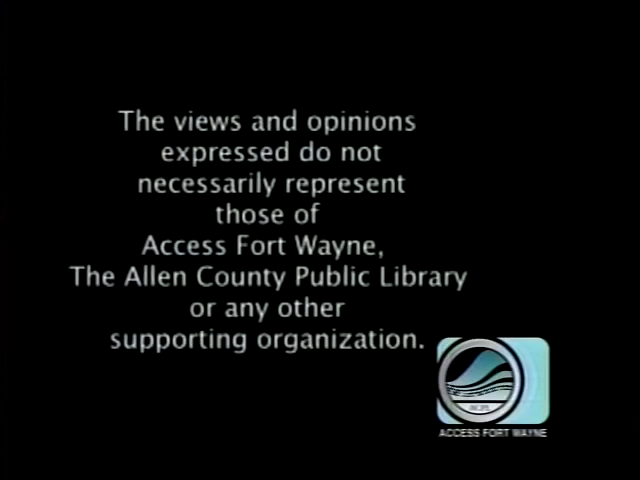 The views and opinions
expressed do not
necessarily represent
those of
Access Fort Wayne,
The Allen County Public Library
or any other
supporting organization.
ACCESS FORT WAYNE